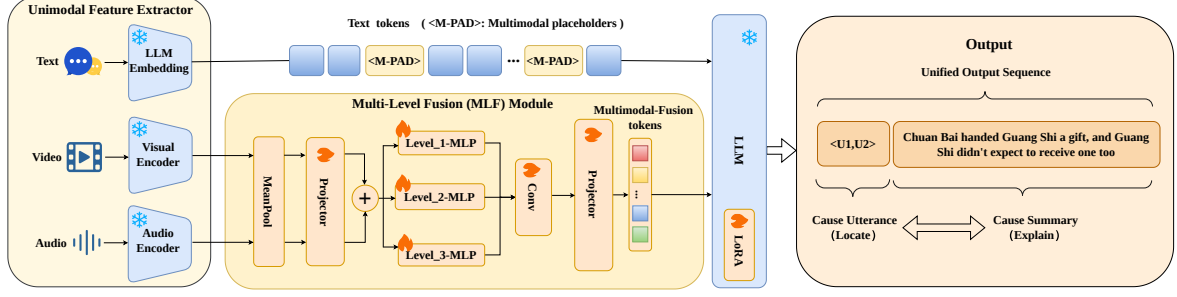 Unimodal Feature Extractor
Text
LLM
Embedding
Video
Visual
Encoder
Audio
Audio
Encoder
Text tokens ( <M-PAD>: Multimodal placeholders )
<M-PAD>
...
<M-PAD>
Multi-Level Fusion (MLF) Module
MeanPool
Projector
+
Level_1-MLP
Level_2-MLP
Level_3-MLP
Conv
Projector
Multimodal-Fusion
tokens
...
LLM
LoRA
Output
Unified Output Sequence
<U1,U2>
Chuan Bai handed Guang Shi a gift, and Guang
Shi didn't expect to receive one too
Cause Utterance
(Locate)
Cause Summary
(Explain)